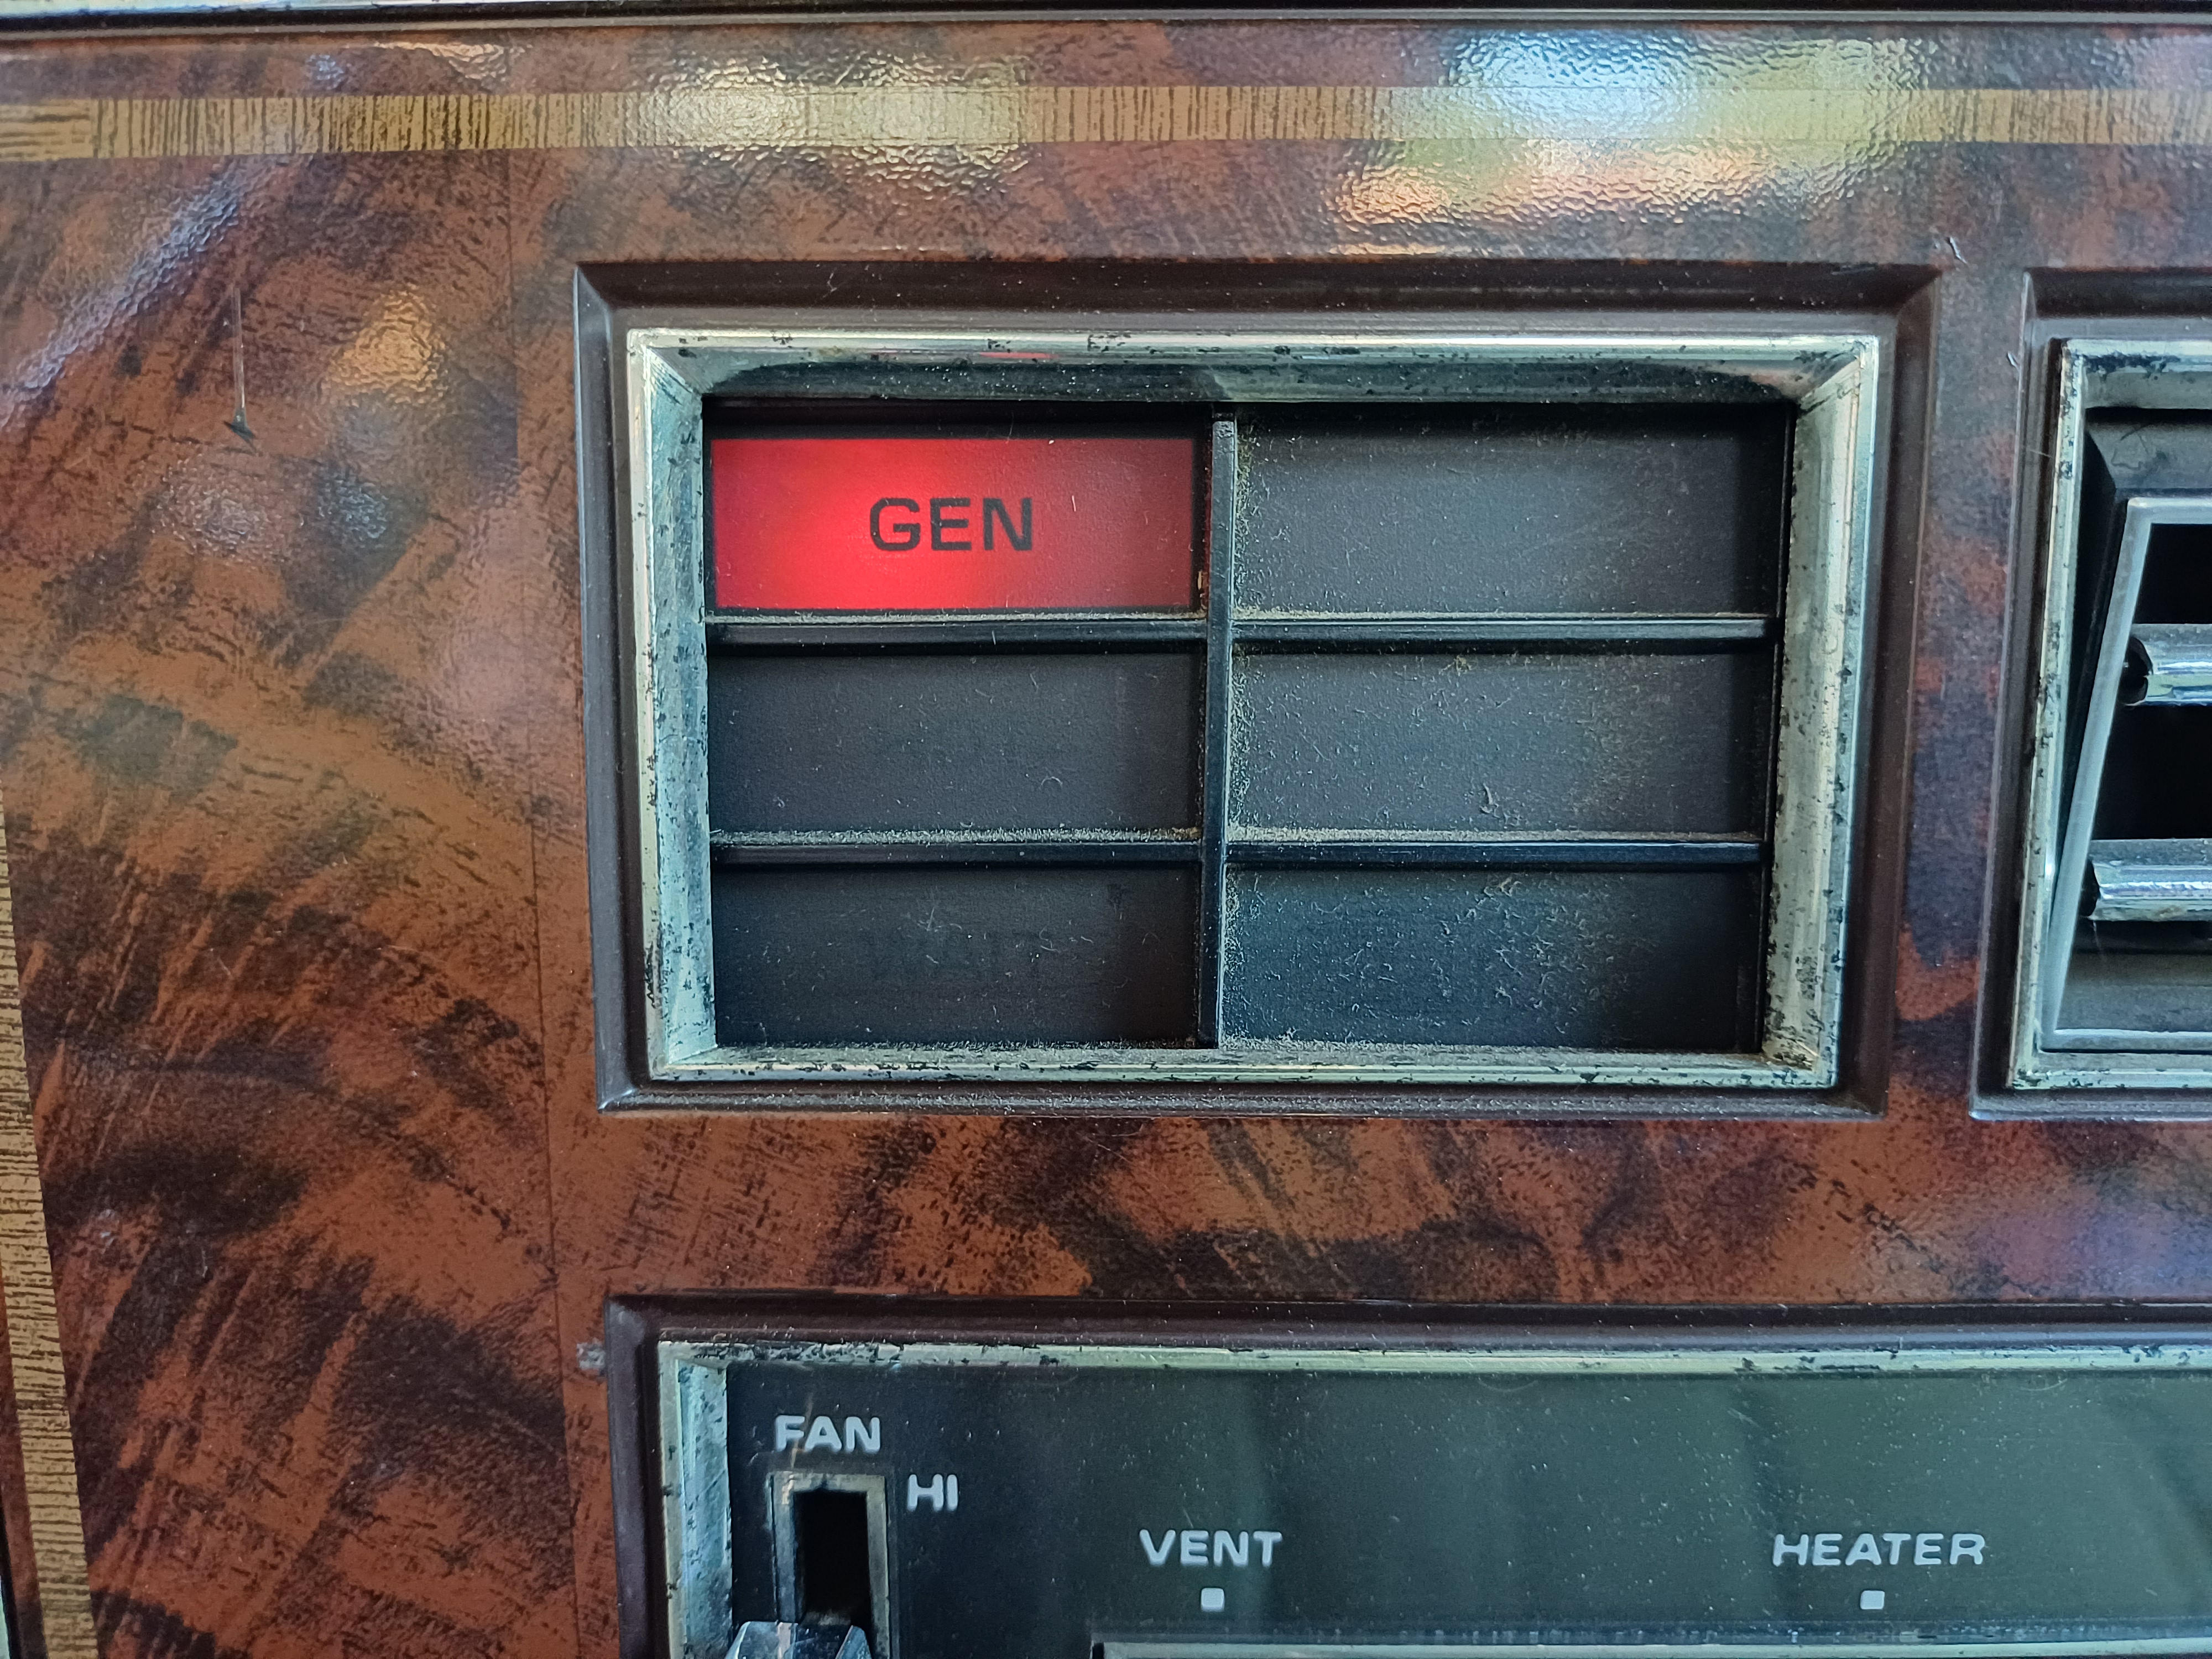 GEN
FAN
HI
VENT
HEATER